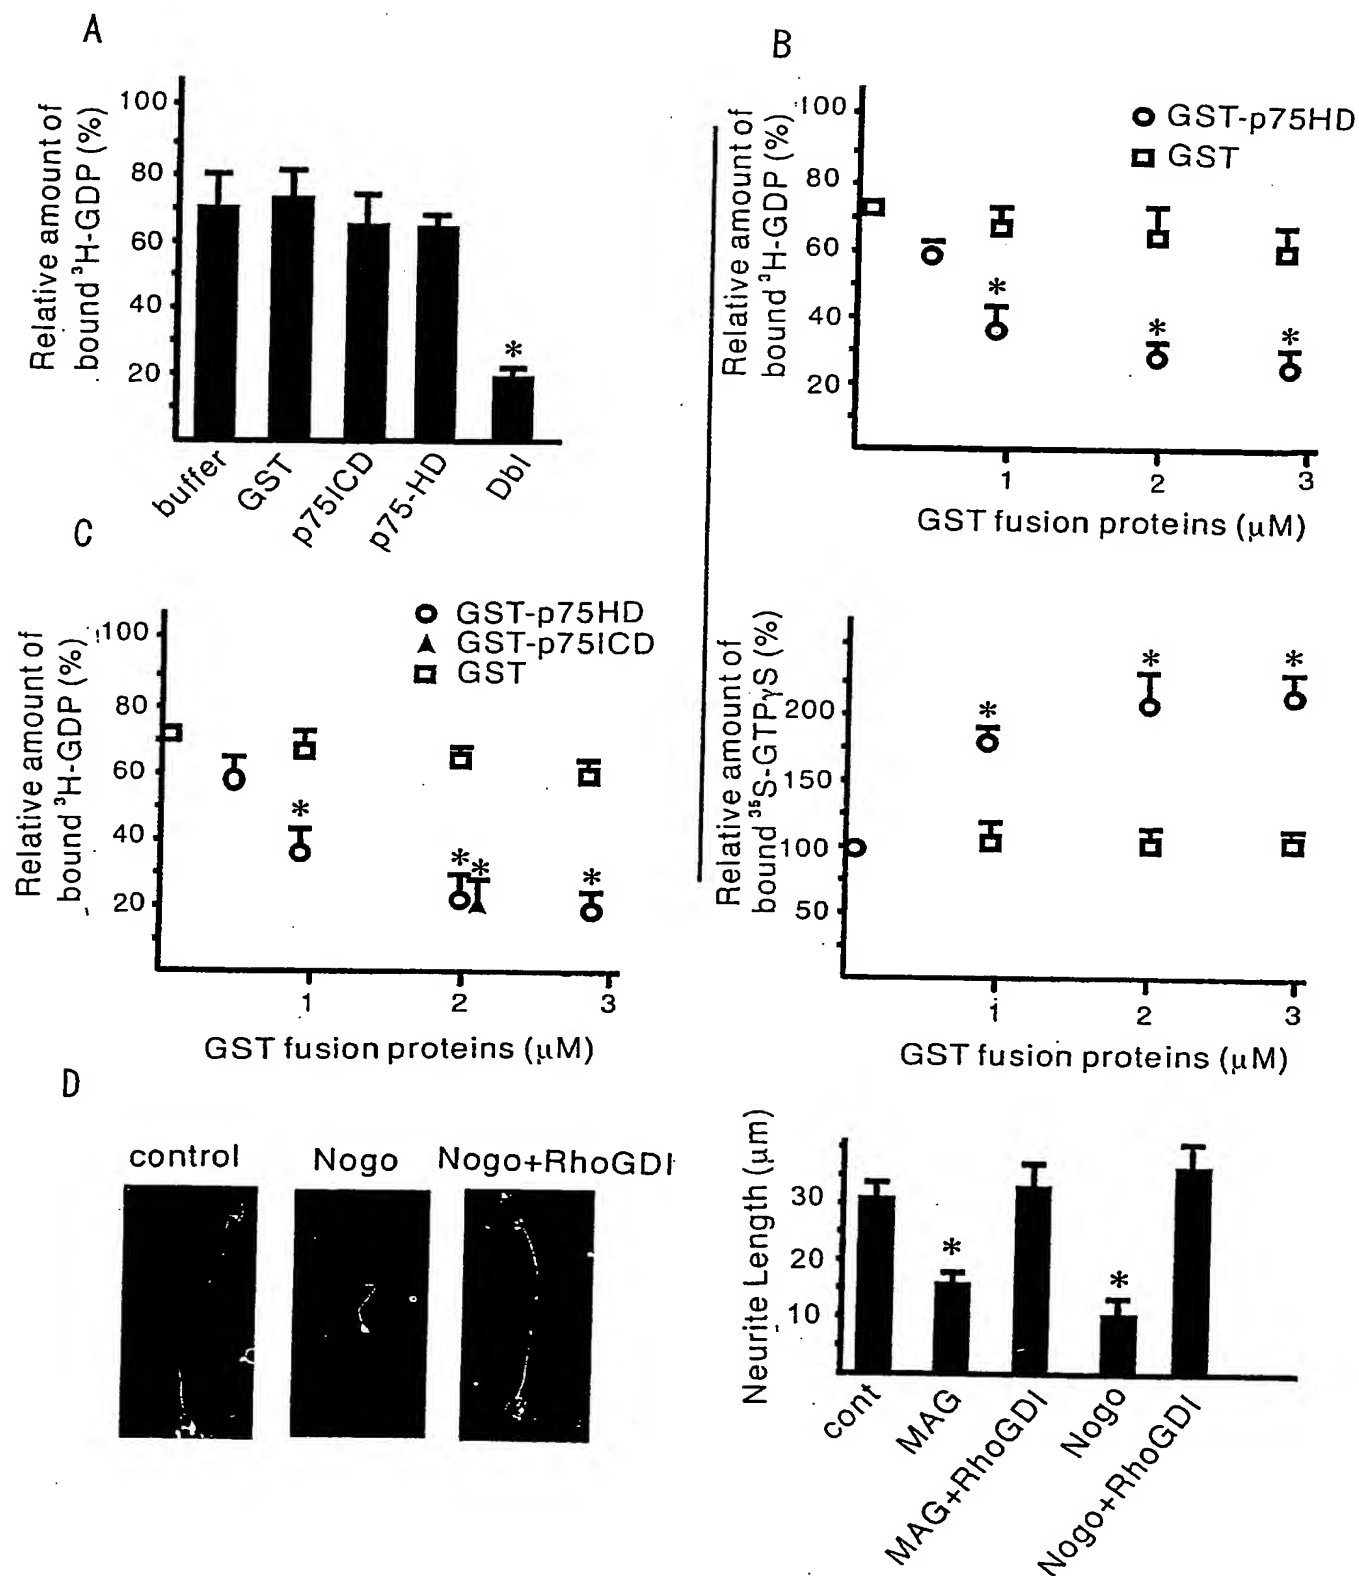 A
Relative amount of
bound ³H-GDP (%)
100
80
60
40
20
*
buffer
GST
p75ICD
p75-HD
Dbl
B
Relative amount of
bound ³H-GDP (%)
100
80
60
40
20
GST-p75HD
GST
*
*
*
1
2
3
GST fusion proteins (μM)
Relative amount of
bound ³⁵S-GTPγS (%)
200
150
100
50
*
*
*
1
2
3
GST fusion proteins (μM)
C
Relative amount of
bound ³H-GDP (%)
100
80
60
40
20
GST-p75HD
GST-p75ICD
GST
*
*
*
*
1
2
3
GST fusion proteins (μM)
D
control
Nogo
Nogo+RhoGDI
Neurite Length (μm)
30
20
10
*
*
cont
MAG
MAG+RhoGDI
Nogo
Nogo+RhoGDI